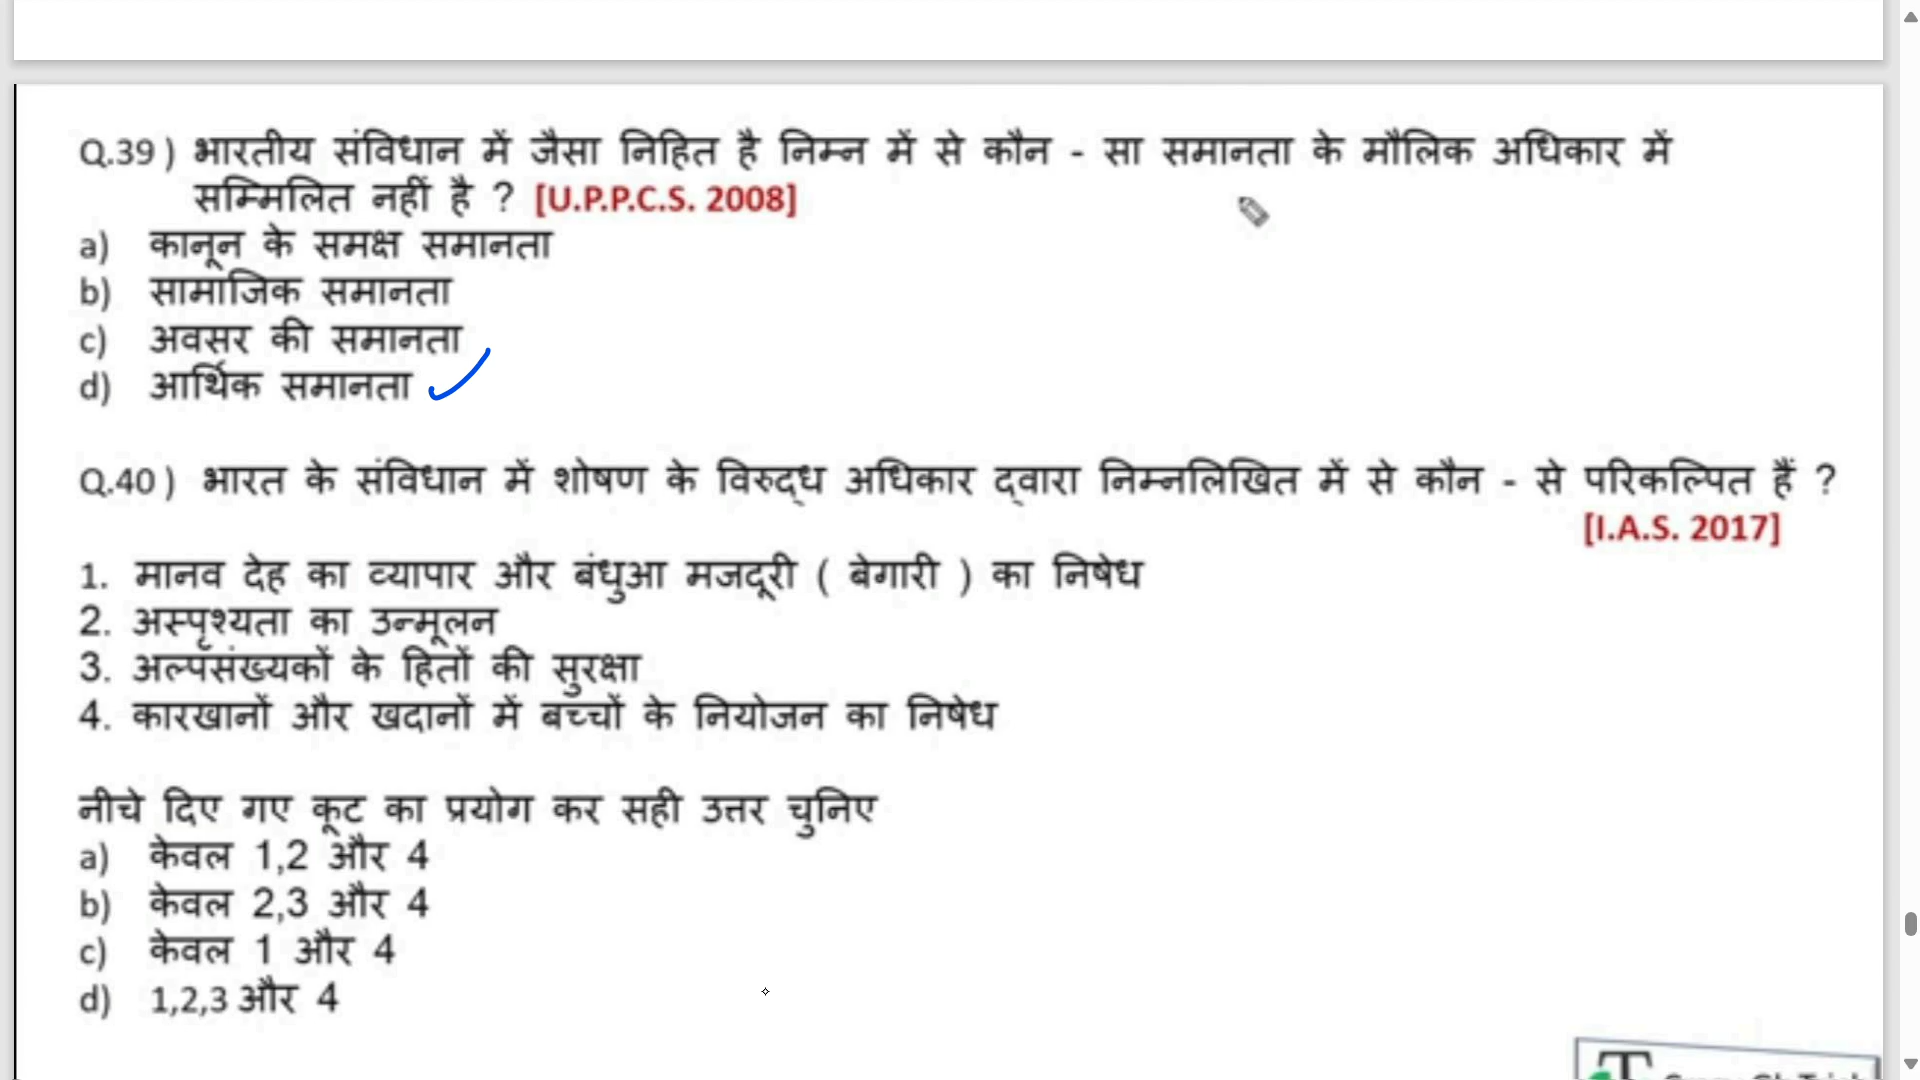 Q.39 ) भारतीय संविधान में जैसा निहित है निम्न में से कौन - सा समानता के मौलिक अधिकार में
सम्मिलित नहीं है ? [U.P.P.C.S. 2008]
a) कानून के समक्ष समानता
b) सामाजिक समानता
c) अवसर की समानता
d) आर्थिक समानता
Q.40 ) भारत के संविधान में शोषण के विरुद्ध अधिकार द्वारा निम्नलिखित में से कौन - से परिकल्पित हैं ?
[I.A.S. 2017]
1. मानव देह का व्यापार और बंधुआ मजदूरी ( बेगारी ) का निषेध
2. अस्पृश्यता का उन्मूलन
3. अल्पसंख्यकों के हितों की सुरक्षा
4. कारखानों और खदानों में बच्चों के नियोजन का निषेध
नीचे दिए गए कूट का प्रयोग कर सही उत्तर चुनिए
a) केवल 1,2 और 4
b) केवल 2,3 और 4
c) केवल 1 और 4
d) 1,2,3 और 4